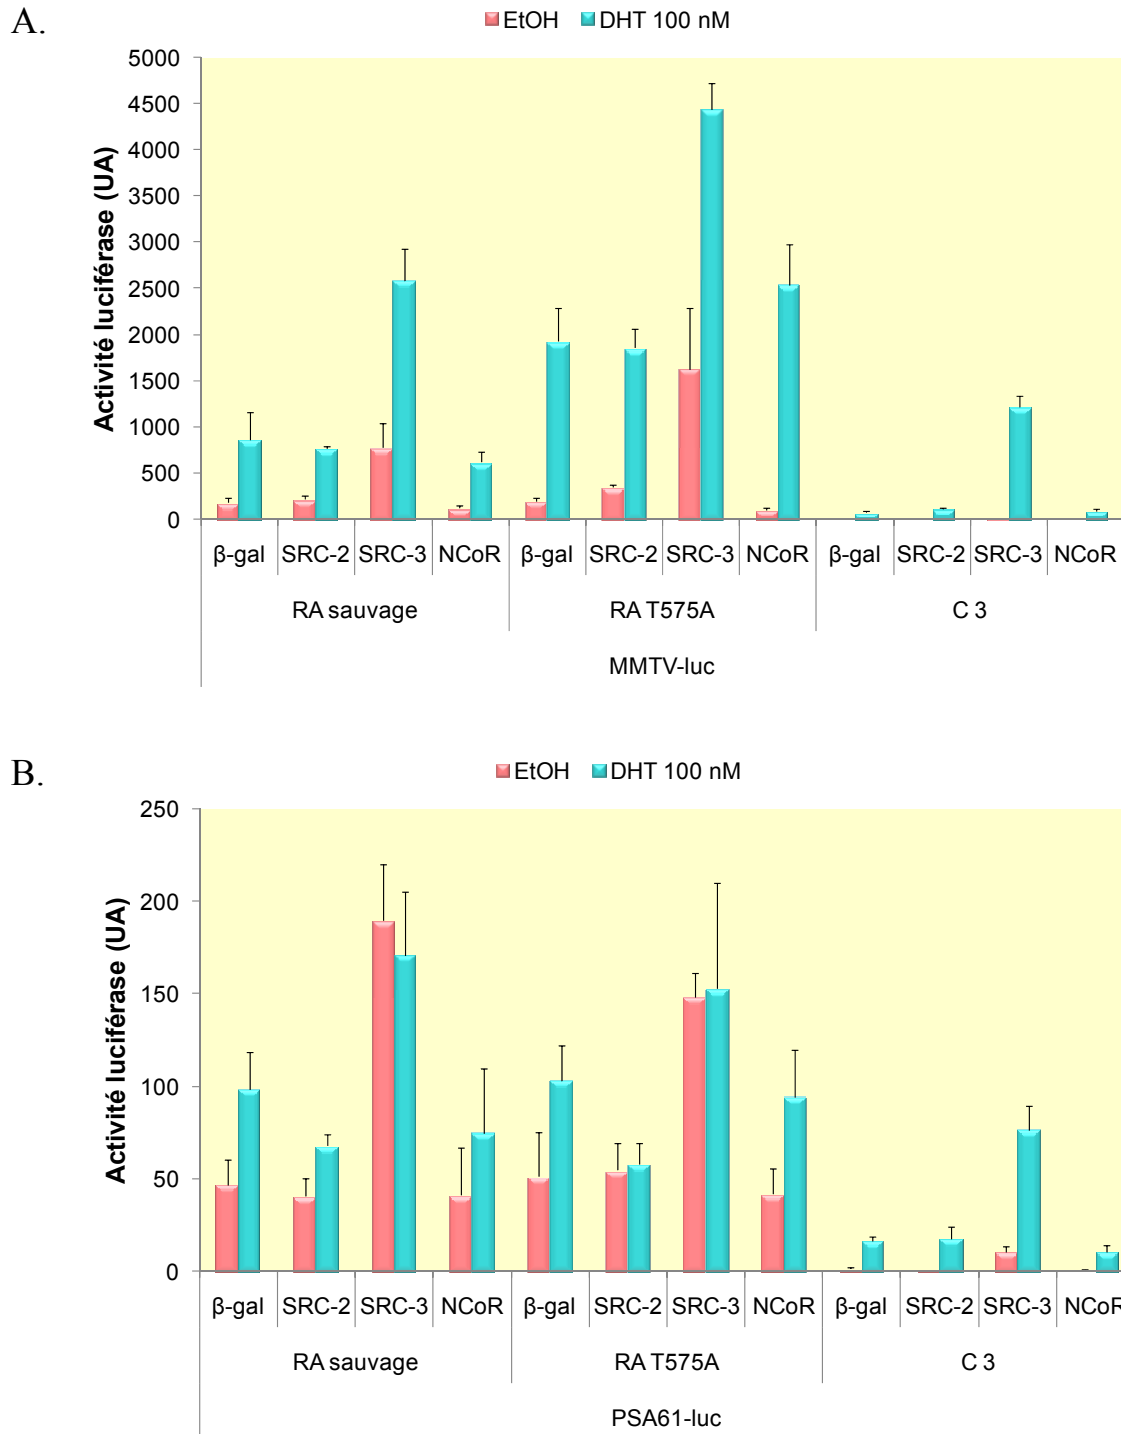 A.
EtOH DHT 100 nM
Activité luciférase (UA)
5000
4500
4000
3500
3000
2500
2000
1500
1000
500
0
β-gal SRC-2 SRC-3 NCoR β-gal SRC-2 SRC-3 NCoR β-gal SRC-2 SRC-3 NCoR
RA sauvage RA T575A C 3
MMTV-luc
B.
EtOH DHT 100 nM
Activité luciférase (UA)
250
200
150
100
50
0
β-gal SRC-2 SRC-3 NCoR β-gal SRC-2 SRC-3 NCoR β-gal SRC-2 SRC-3 NCoR
RA sauvage RA T575A C 3
PSA61-luc